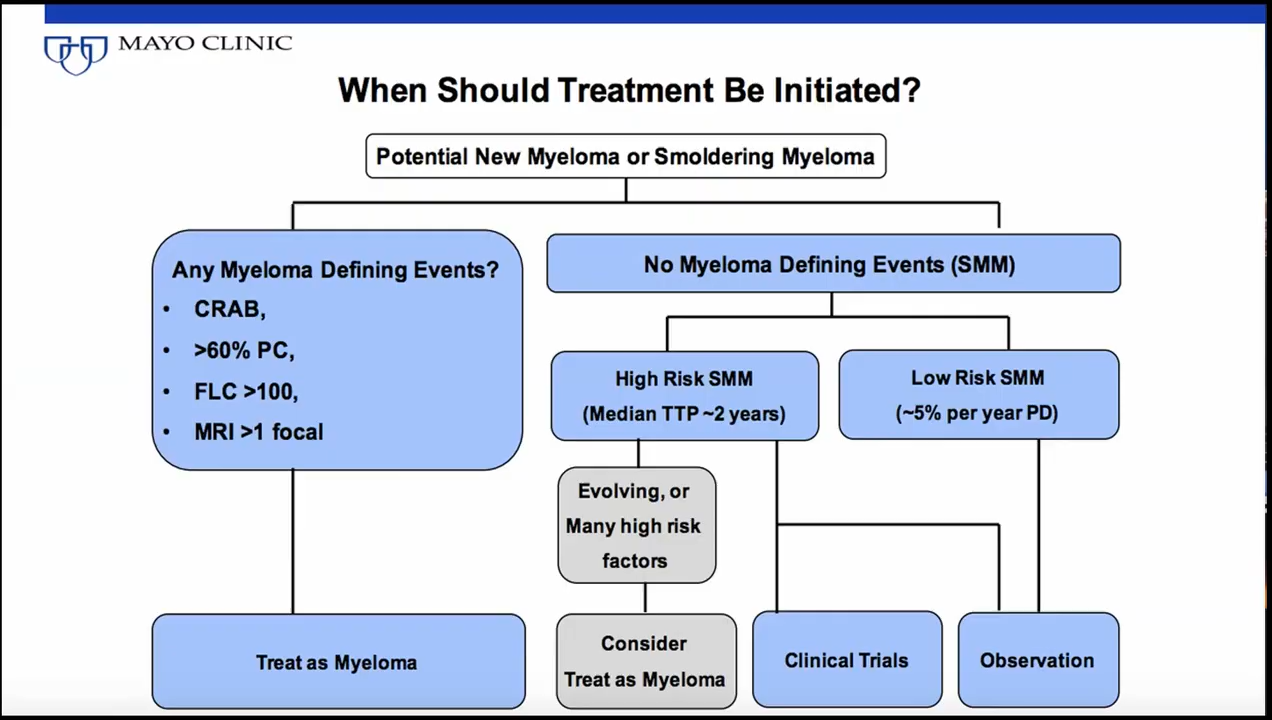 MAYO CLINIC
When Should Treatment Be Initiated?
Potential New Myeloma or Smoldering Myeloma
Any Myeloma Defining Events?
• CRAB,
• >60% PC,
• FLC >100,
• MRI >1 focal
No Myeloma Defining Events (SMM)
High Risk SMM
(Median TTP ~2 years)
Low Risk SMM
(~5% per year PD)
Evolving, or
Many high risk
factors
Treat as Myeloma
Consider
Treat as Myeloma
Clinical Trials
Observation